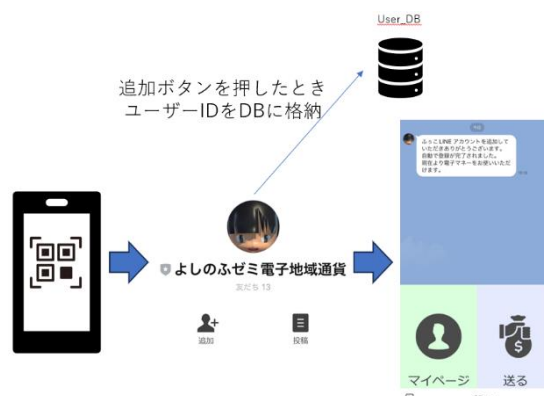 User_DB
追加ボタンを押したとき
ユーザーIDをDBに格納
よしのふゼミ電子地域通貨
友だち 13
追加
投稿
ふっこLINE アカウントを追加して
いただきありがとうございます。
自動で登録が完了されました。
現在より電子マネーをお使いいただ
けます。
マイページ
送る